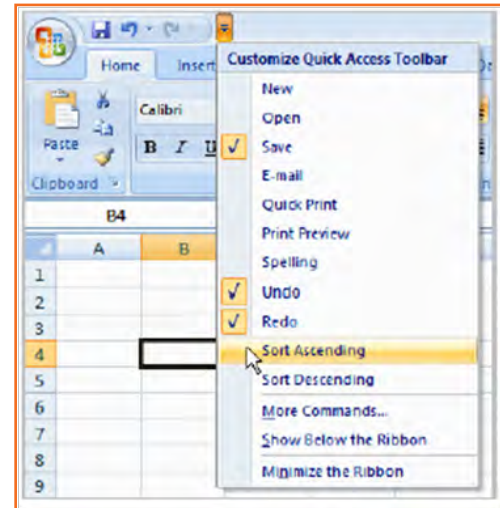 Home Insert
Customize Quick Access Toolbar
New
Open
Save
E-mail
Quick Print
Print Preview
Spelling
Undo
Redo
Sort Ascending
Sort Descending
More Commands...
Show Below the Ribbon
Minimize the Ribbon
Calibri
Paste
B I U
Clipboard
B4
A B
1
2
3
4
5
6
7
8
9